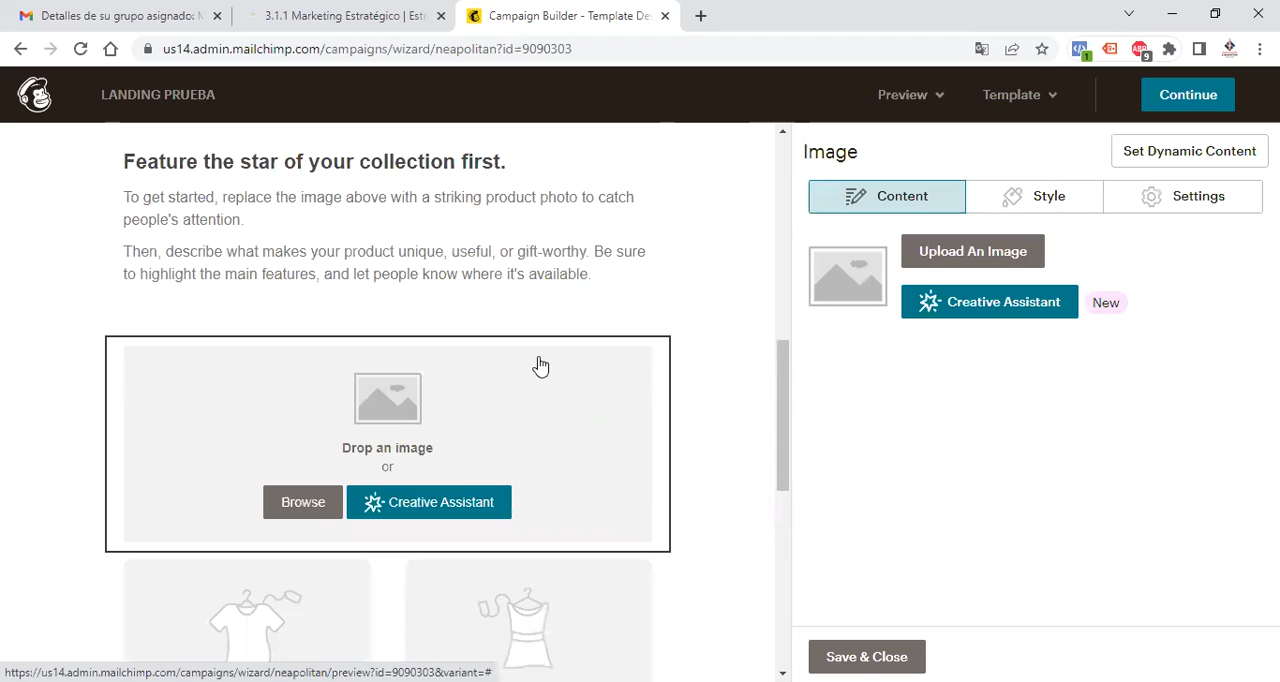 Detalles de su grupo asignado:
3.1.1 Marketing Estratégico | Est
Campaign Builder - Template De
us14.admin.mailchimp.com/campaigns/wizard/neapolitan?id=9090303
1
ABP
9
LANDING PRUEBA
Preview
Template
Continue
Feature the star of your collection first.
To get started, replace the image above with a striking product photo to catch
people's attention.
Then, describe what makes your product unique, useful, or gift-worthy. Be sure
to highlight the main features, and let people know where it's available.
Drop an image
or
Browse
Creative Assistant
Image
Set Dynamic Content
Content
Style
Settings
Upload An Image
Creative Assistant
New
Save & Close
https://us14.admin.mailchimp.com/campaigns/wizard/neapolitan/preview?id=9090303&variant=#